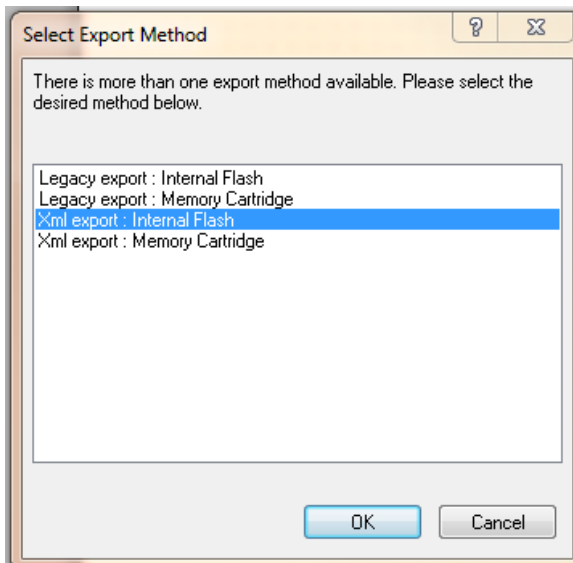 Select Export Method
There is more than one export method available. Please select the
desired method below.
Legacy export : Internal Flash
Legacy export : Memory Cartridge
Xml export : Internal Flash
Xml export : Memory Cartridge
OK
Cancel